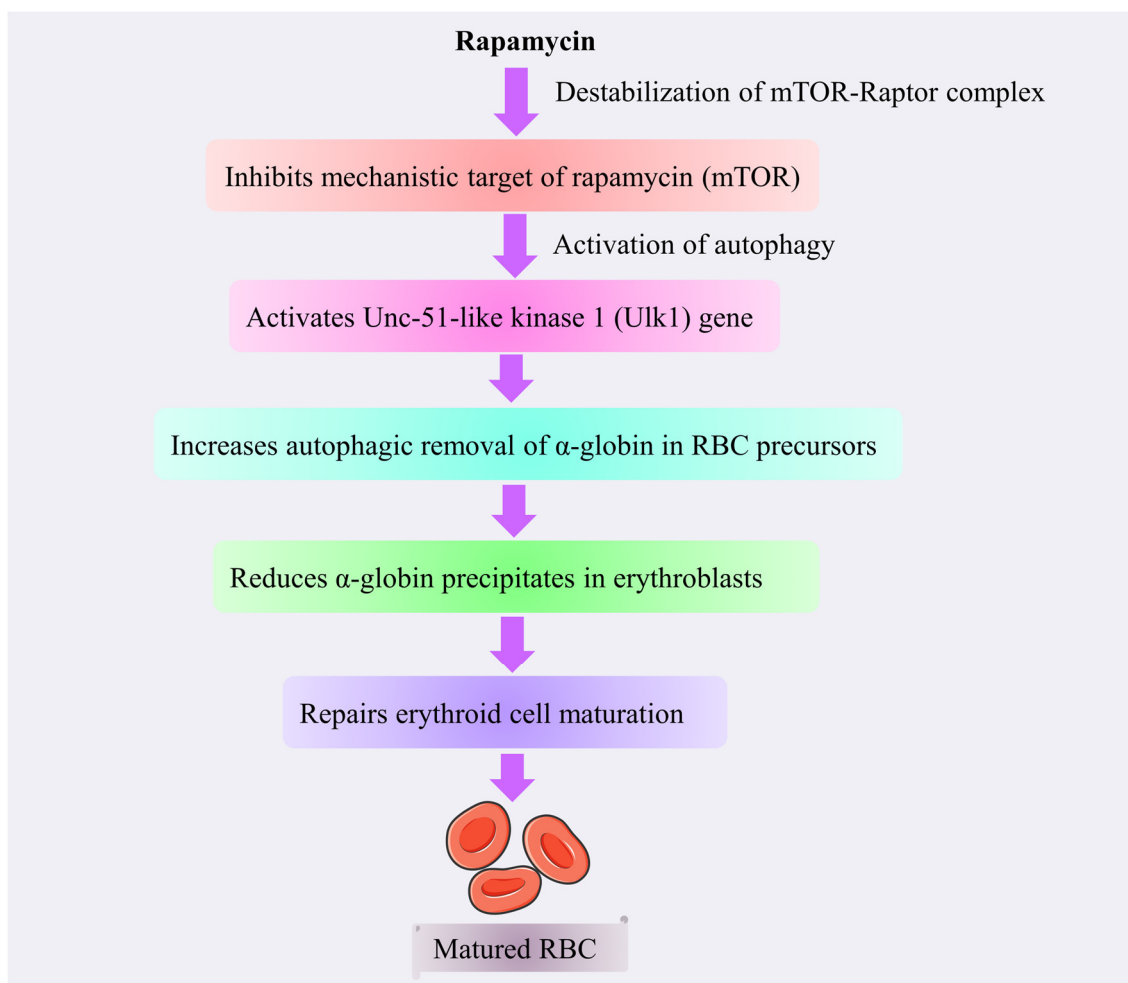 Rapamycin
Destabilization of mTOR-Raptor complex
Inhibits mechanistic target of rapamycin (mTOR)
Activation of autophagy
Activates Unc-51-like kinase 1 (Ulk1) gene
Increases autophagic removal of α-globin in RBC precursors
Reduces α-globin precipitates in erythroblasts
Repairs erythroid cell maturation
Matured RBC